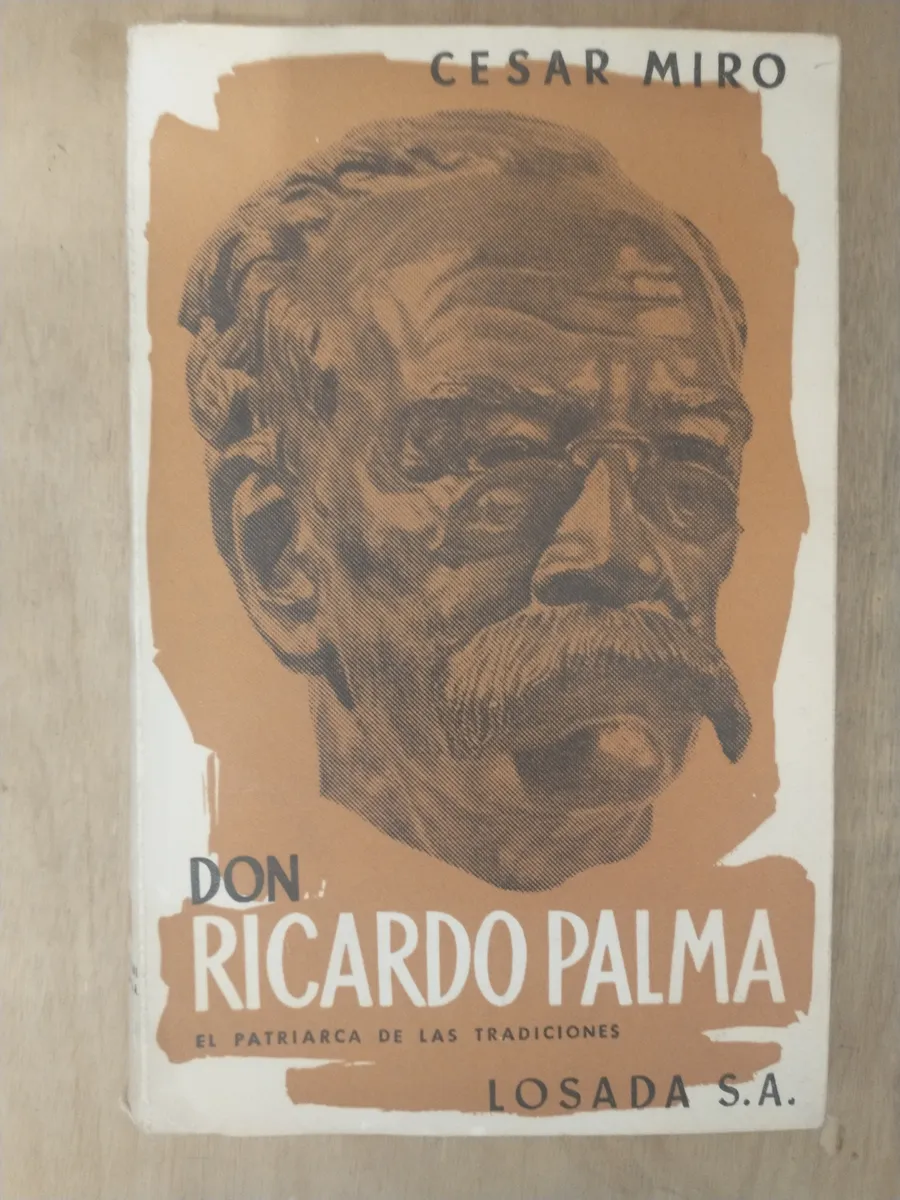 CESAR MIRO
DON
RICARDO PALMA
EL PATRIARCA DE LAS TRADICIONES
LOSADA S.A.